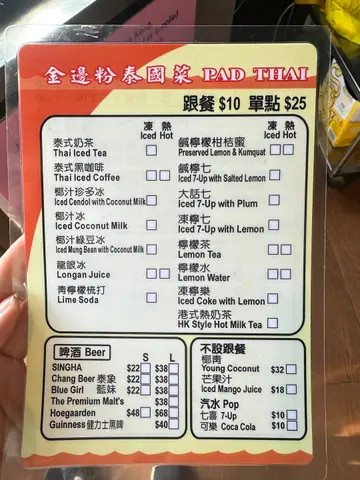 金邊粉泰國菜 PAD THAI
跟餐 $10 單點 $25
凍 熱
Iced Hot
泰式奶茶
Thai Iced Tea
泰式黑咖啡
Thai Iced Coffee
椰汁珍多冰
Iced Cendol with Coconut Milk
椰汁冰
Iced Coconut Milk
椰汁綠豆冰
Iced Mung Bean with Coconut Milk
龍眼冰
Longan Juice
青檸檬梳打
Lime Soda
凍 熱
Iced Hot
鹹檸檬柑桔蜜
Preserved Lemon & Kumquat
鹹檸七
Iced 7-Up with Salted Lemon
大話七
Iced 7-Up with Plum
凍檸七
Iced 7-Up with Lemon
檸檬茶
Lemon Tea
檸檬水
Lemon Water
凍檸樂
Iced Coke with Lemon
港式熱奶茶
HK Style Hot Milk Tea
啤酒 Beer S L
SINGHA $22 $38
Chang Beer 泰象 $22 $38
Blue Girl 藍妹 $22 $38
The Premium Malt's $38
Hoegaarden $48 $68
Guinness 健力士黑啤 $40
不設跟餐
椰青
Young Coconut $32
芒果汁
Iced Mango Juice $18
汽水 Pop
七喜 7-Up $10
可樂 Coca Cola $10